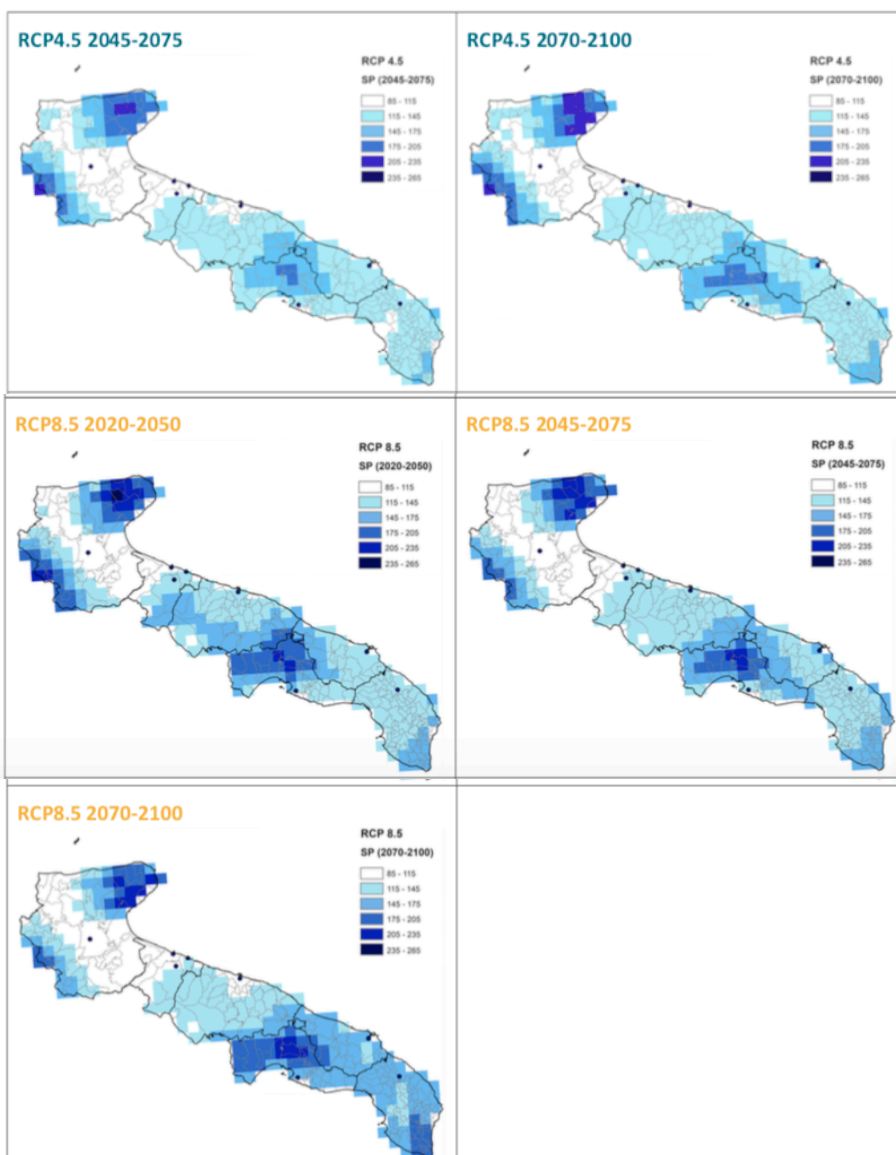 RCP4.5 2045-2075
RCP 4.5
SP (2045-2075)
85 - 115
115 - 145
145 - 175
175 - 205
205 - 235
235 - 265
RCP4.5 2070-2100
RCP 4.5
SP (2070-2100)
85 - 115
115 - 145
145 - 175
175 - 205
205 - 235
235 - 265
RCP8.5 2020-2050
RCP 8.5
SP (2020-2050)
85 - 115
115 - 145
145 - 175
175 - 205
205 - 235
235 - 265
RCP8.5 2045-2075
RCP 8.5
SP (2045-2075)
85 - 115
115 - 145
145 - 175
175 - 205
205 - 235
235 - 265
RCP8.5 2070-2100
RCP 8.5
SP (2070-2100)
85 - 115
115 - 145
145 - 175
175 - 205
205 - 235
235 - 265